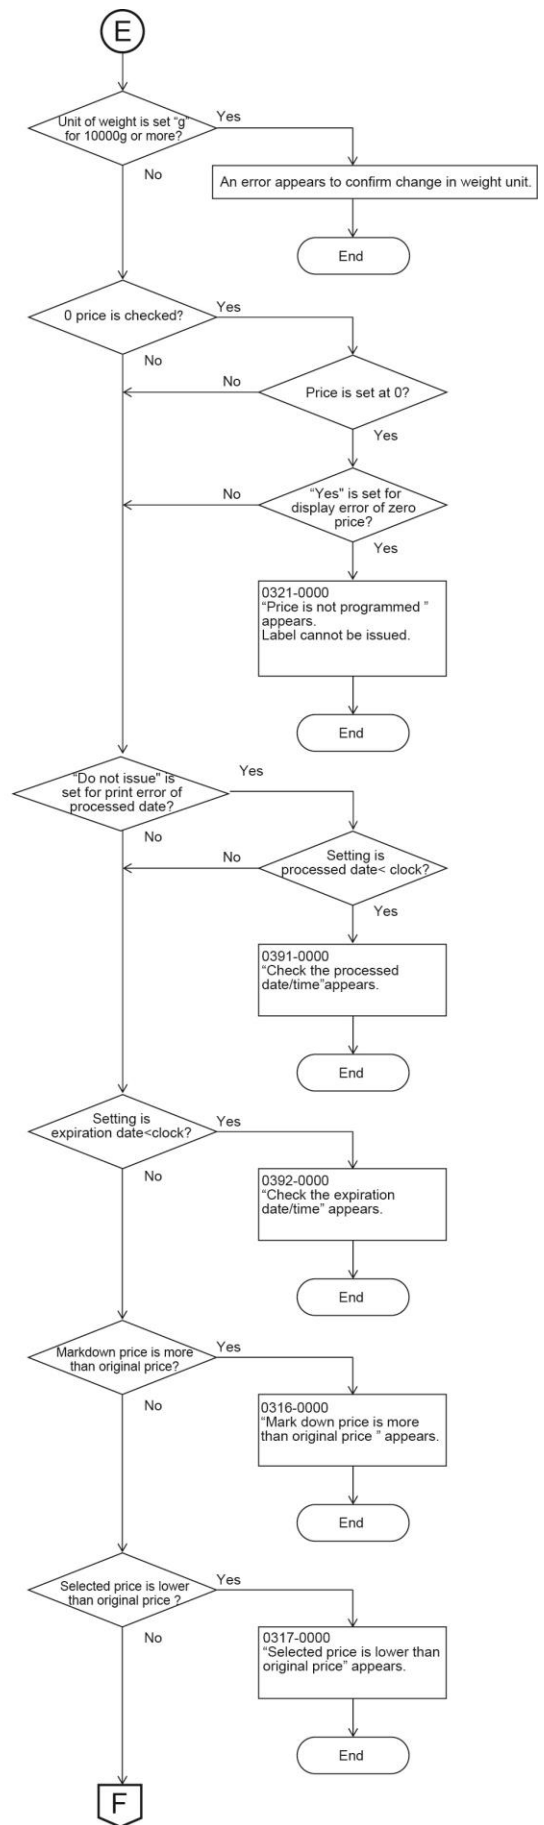 E
Unit of weight is set “g”
for 10000g or more?
Yes
No
An error appears to confirm change in weight unit.
End
0 price is checked?
Yes
No
Price is set at 0?
No
Yes
“Yes” is set for
display error of zero
price?
No
Yes
0321-0000
“Price is not programmed ”
appears.
Label cannot be issued.
End
“Do not issue” is
set for print error of
processed date?
Yes
No
Setting is
processed date< clock?
No
Yes
0391-0000
“Check the processed
date/time”appears.
End
Setting is
expiration date<clock?
Yes
No
0392-0000
“Check the expiration
date/time” appears.
End
Markdown price is more
than original price?
Yes
No
0316-0000
“Mark down price is more
than original price ” appears.
End
Selected price is lower
than original price ?
Yes
No
0317-0000
“Selected price is lower than
original price” appears.
End
F